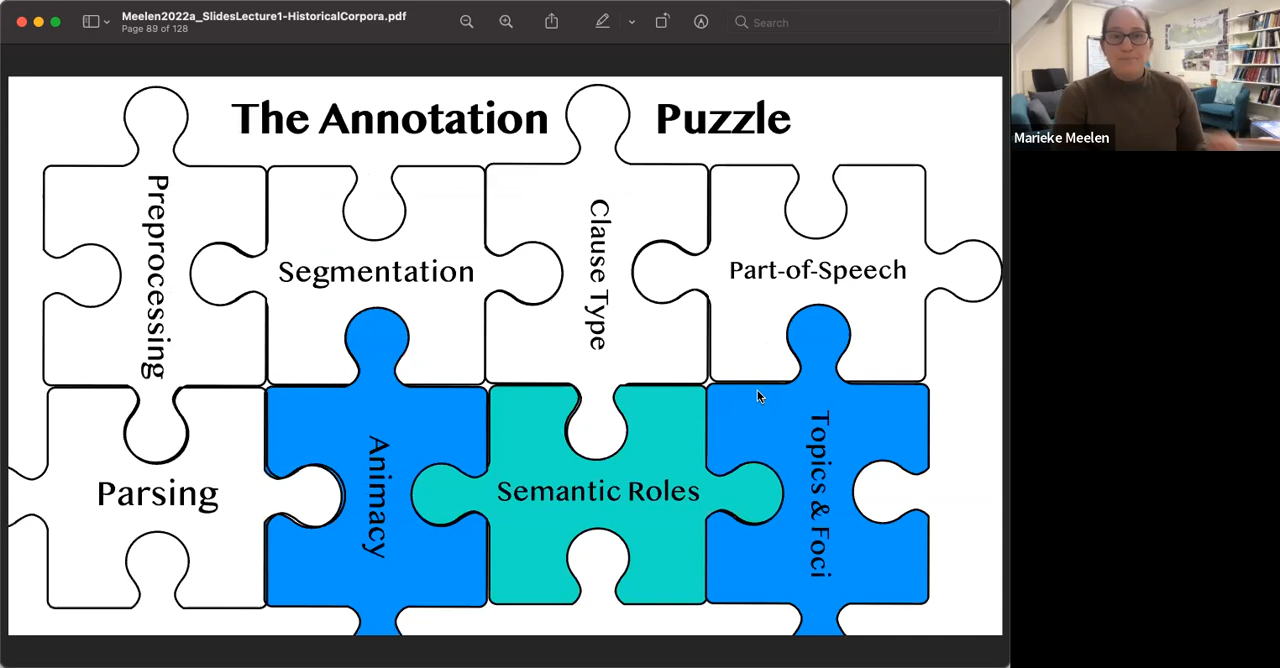 Meelen2022a_SlidesLecture1-HistoricalCorpora.pdf
Page 89 of 128
Search
Marieke Meelen
The Annotation Puzzle
Preprocessing
Segmentation
Clause Type
Part-of-Speech
Parsing
Animacy
Semantic Roles
Topics & Foci